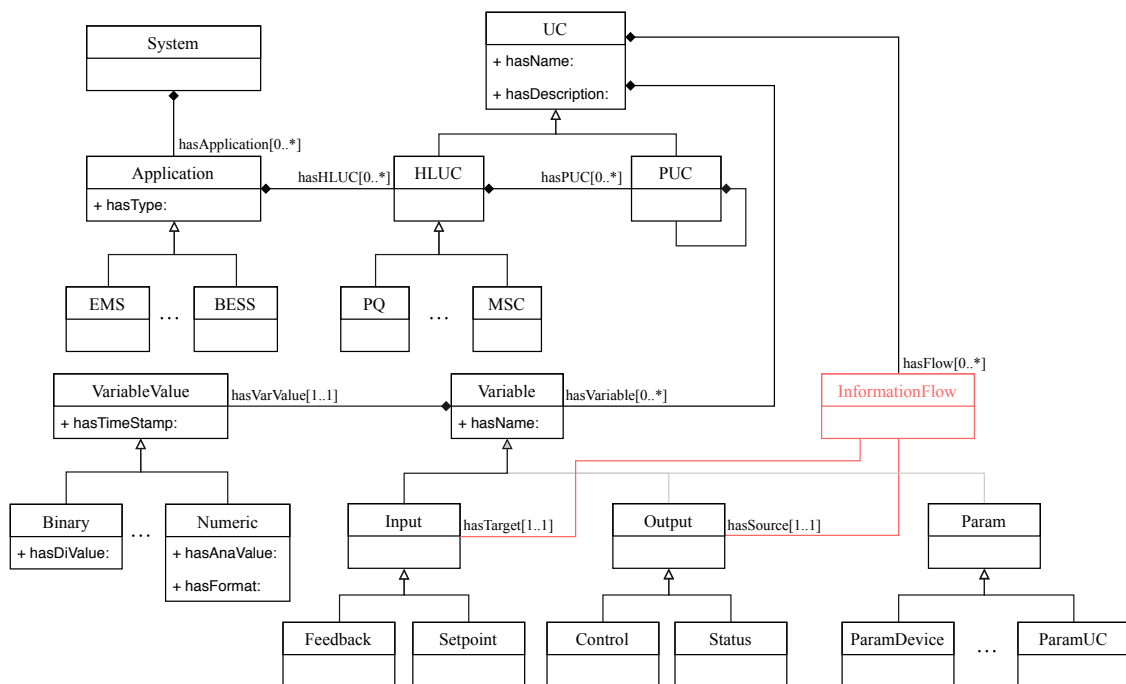 UC
System
+ hasName:
+ hasDescription:
hasApplication[0..*]
Application
hasHLUC[0..*]
HLUC
hasPUC[0..*]
PUC
+ hasType:
EMS
...
BESS
PQ
...
MSC
hasFlow[0..*]
VariableValue
hasVarValue[1..1]
Variable
hasVariable[0..*]
InformationFlow
+ hasTimeStamp:
+ hasName:
Binary
...
Numeric
Input
hasTarget[1..1]
Output
hasSource[1..1]
Param
+ hasDiValue:
+ hasAnaValue:
+ hasFormat:
Feedback
Setpoint
Control
Status
ParamDevice
...
ParamUC